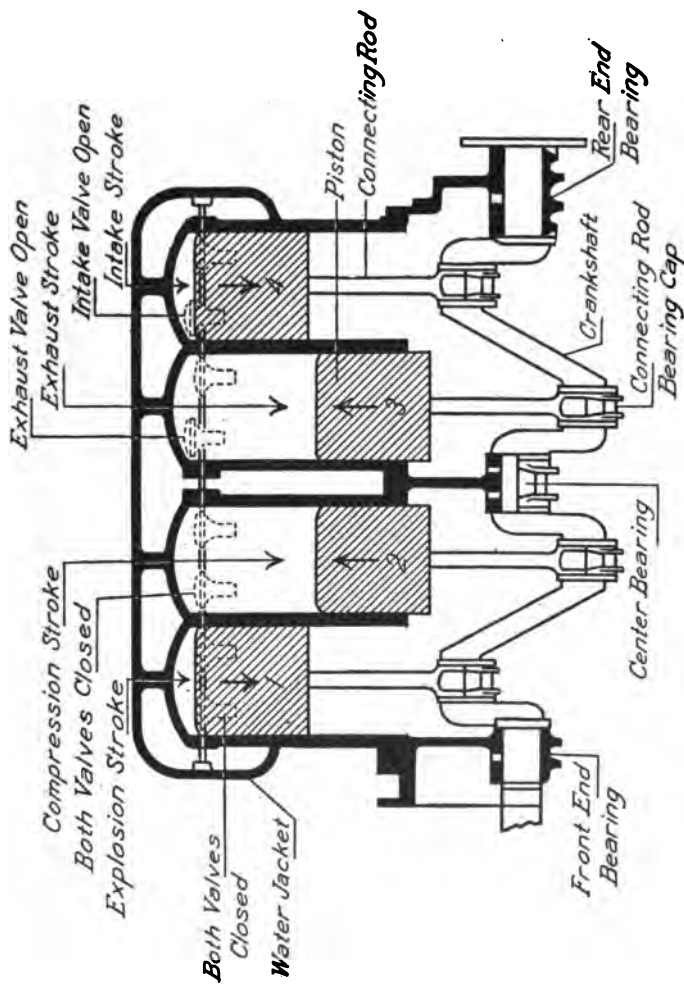 Exhaust Valve Open
Exhaust Stroke
Intake Valve Open
Intake Stroke
Compression Stroke
Both Valves Closed
Explosion Stroke
Both Valves
Closed
Water Jacket
Piston
Connecting Rod
1
2
3
4
Rear End
Bearing
Crankshaft
Connecting Rod
Bearing Cap
Center Bearing
Front End
Bearing